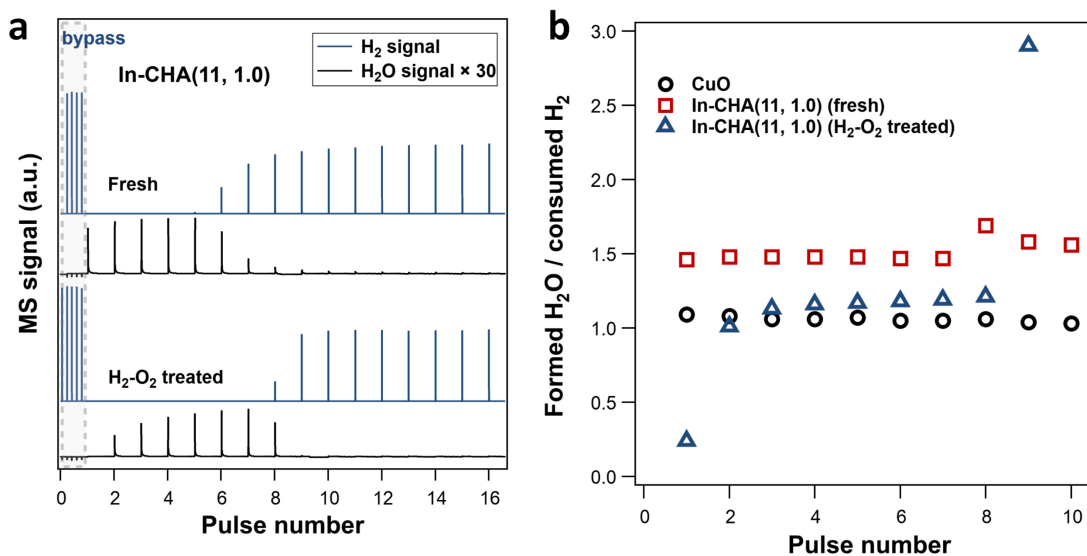 a
bypass
In-CHA(11, 1.0)
H₂ signal
H₂O signal × 30
Fresh
H₂-O₂ treated
MS signal (a.u.)
0 2 4 6 8 10 12 14 16
Pulse number
b
3.0
2.5
2.0
1.5
1.0
0.5
0.0
CuO
In-CHA(11, 1.0) (fresh)
In-CHA(11, 1.0) (H₂-O₂ treated)
Formed H₂O / consumed H₂
0 2 4 6 8 10
Pulse number